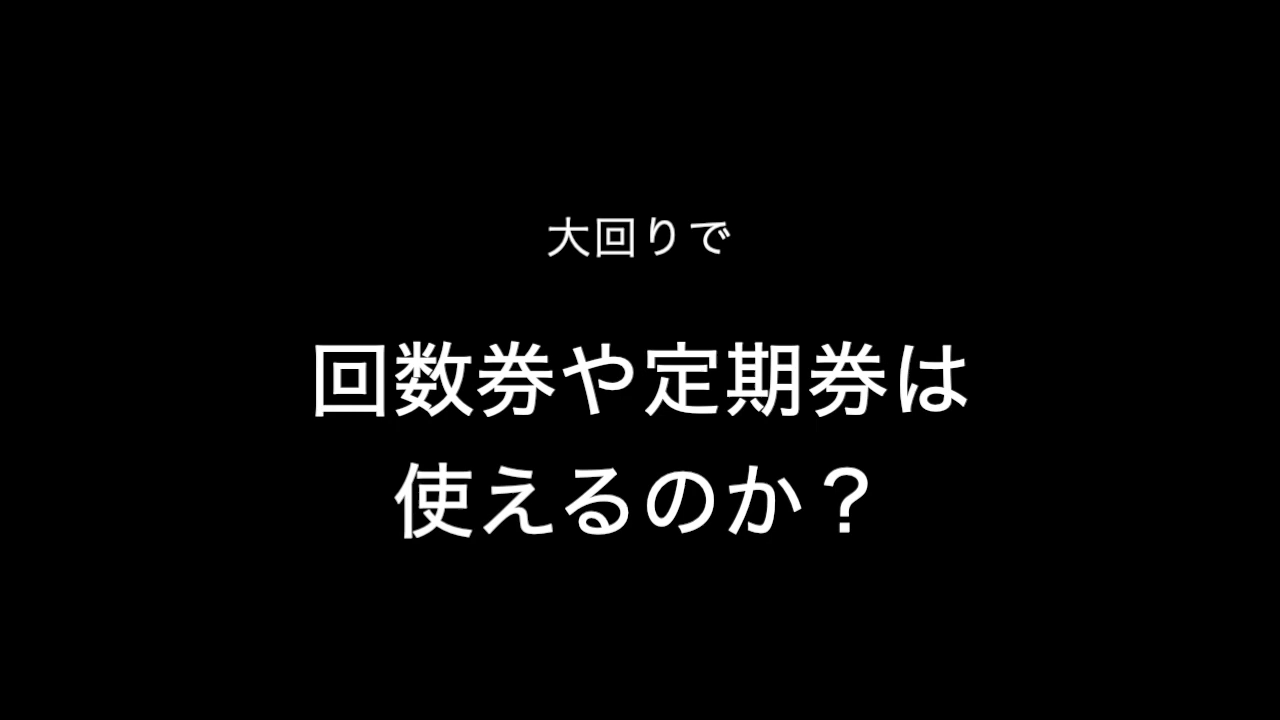 大回りで
回数券や定期券は
使えるのか？